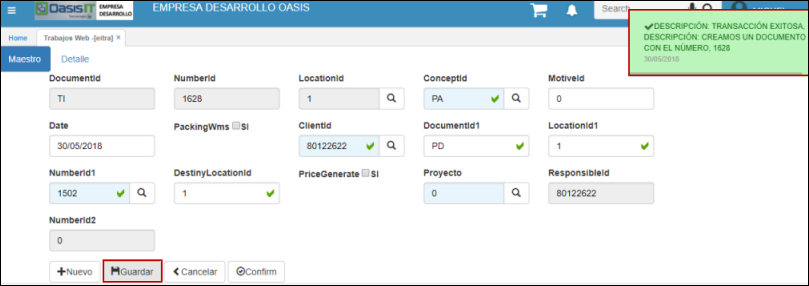 OasisIT EMPRESA DESARROLLO
EMPRESA DESARROLLO OASIS
Search
DESCRIPCIÓN: TRANSACCIÓN EXITOSA,
DESCRIPCIÓN: CREAMOS UN DOCUMENTO
CON EL NÚMERO, 1628
30/05/2018
Home
Trabajos Web -[eitra] ×
Maestro
Detalle
DocumentId
NumberId
LocationId
ConceptId
MotiveId
TI
1628
1
PA
0
Date
PackingWms SI
ClientId
DocumentId1
LocationId1
30/05/2018
80122622
PD
1
NumberId1
DestinyLocationId
PriceGenerate SI
Proyecto
ResponsibleId
1502
1
0
80122622
NumberId2
0
Nuevo
Guardar
Cancelar
Confirm